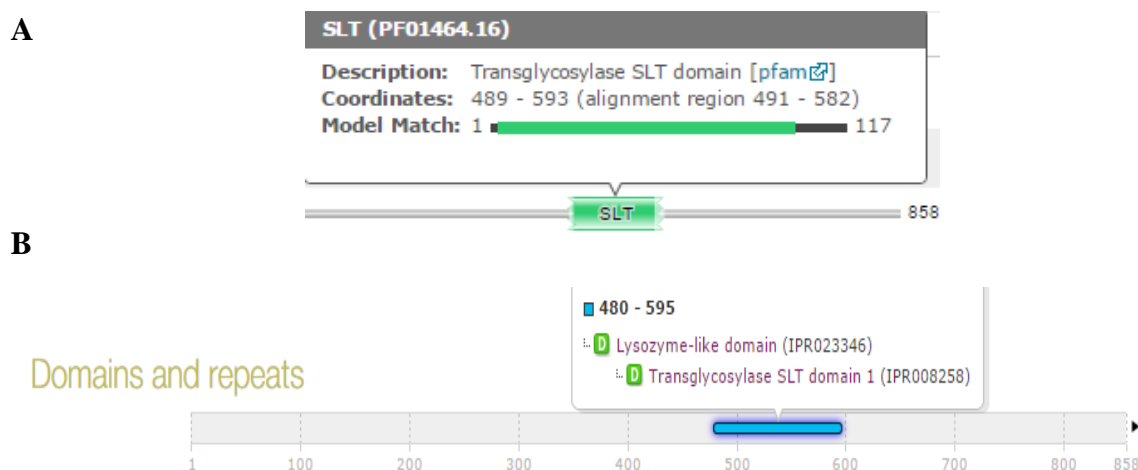 A
SLT (PF01464.16)
Description: Transglycosylase SLT domain [pfam]
Coordinates: 489 - 593 (alignment region 491 - 582)
Model Match: 1 117
SLT 858
B
480 - 595
D Lysozyme-like domain (IPR023346)
D Transglycosylase SLT domain 1 (IPR008258)
Domains and repeats
1 100 200 300 400 500 600 700 800 858